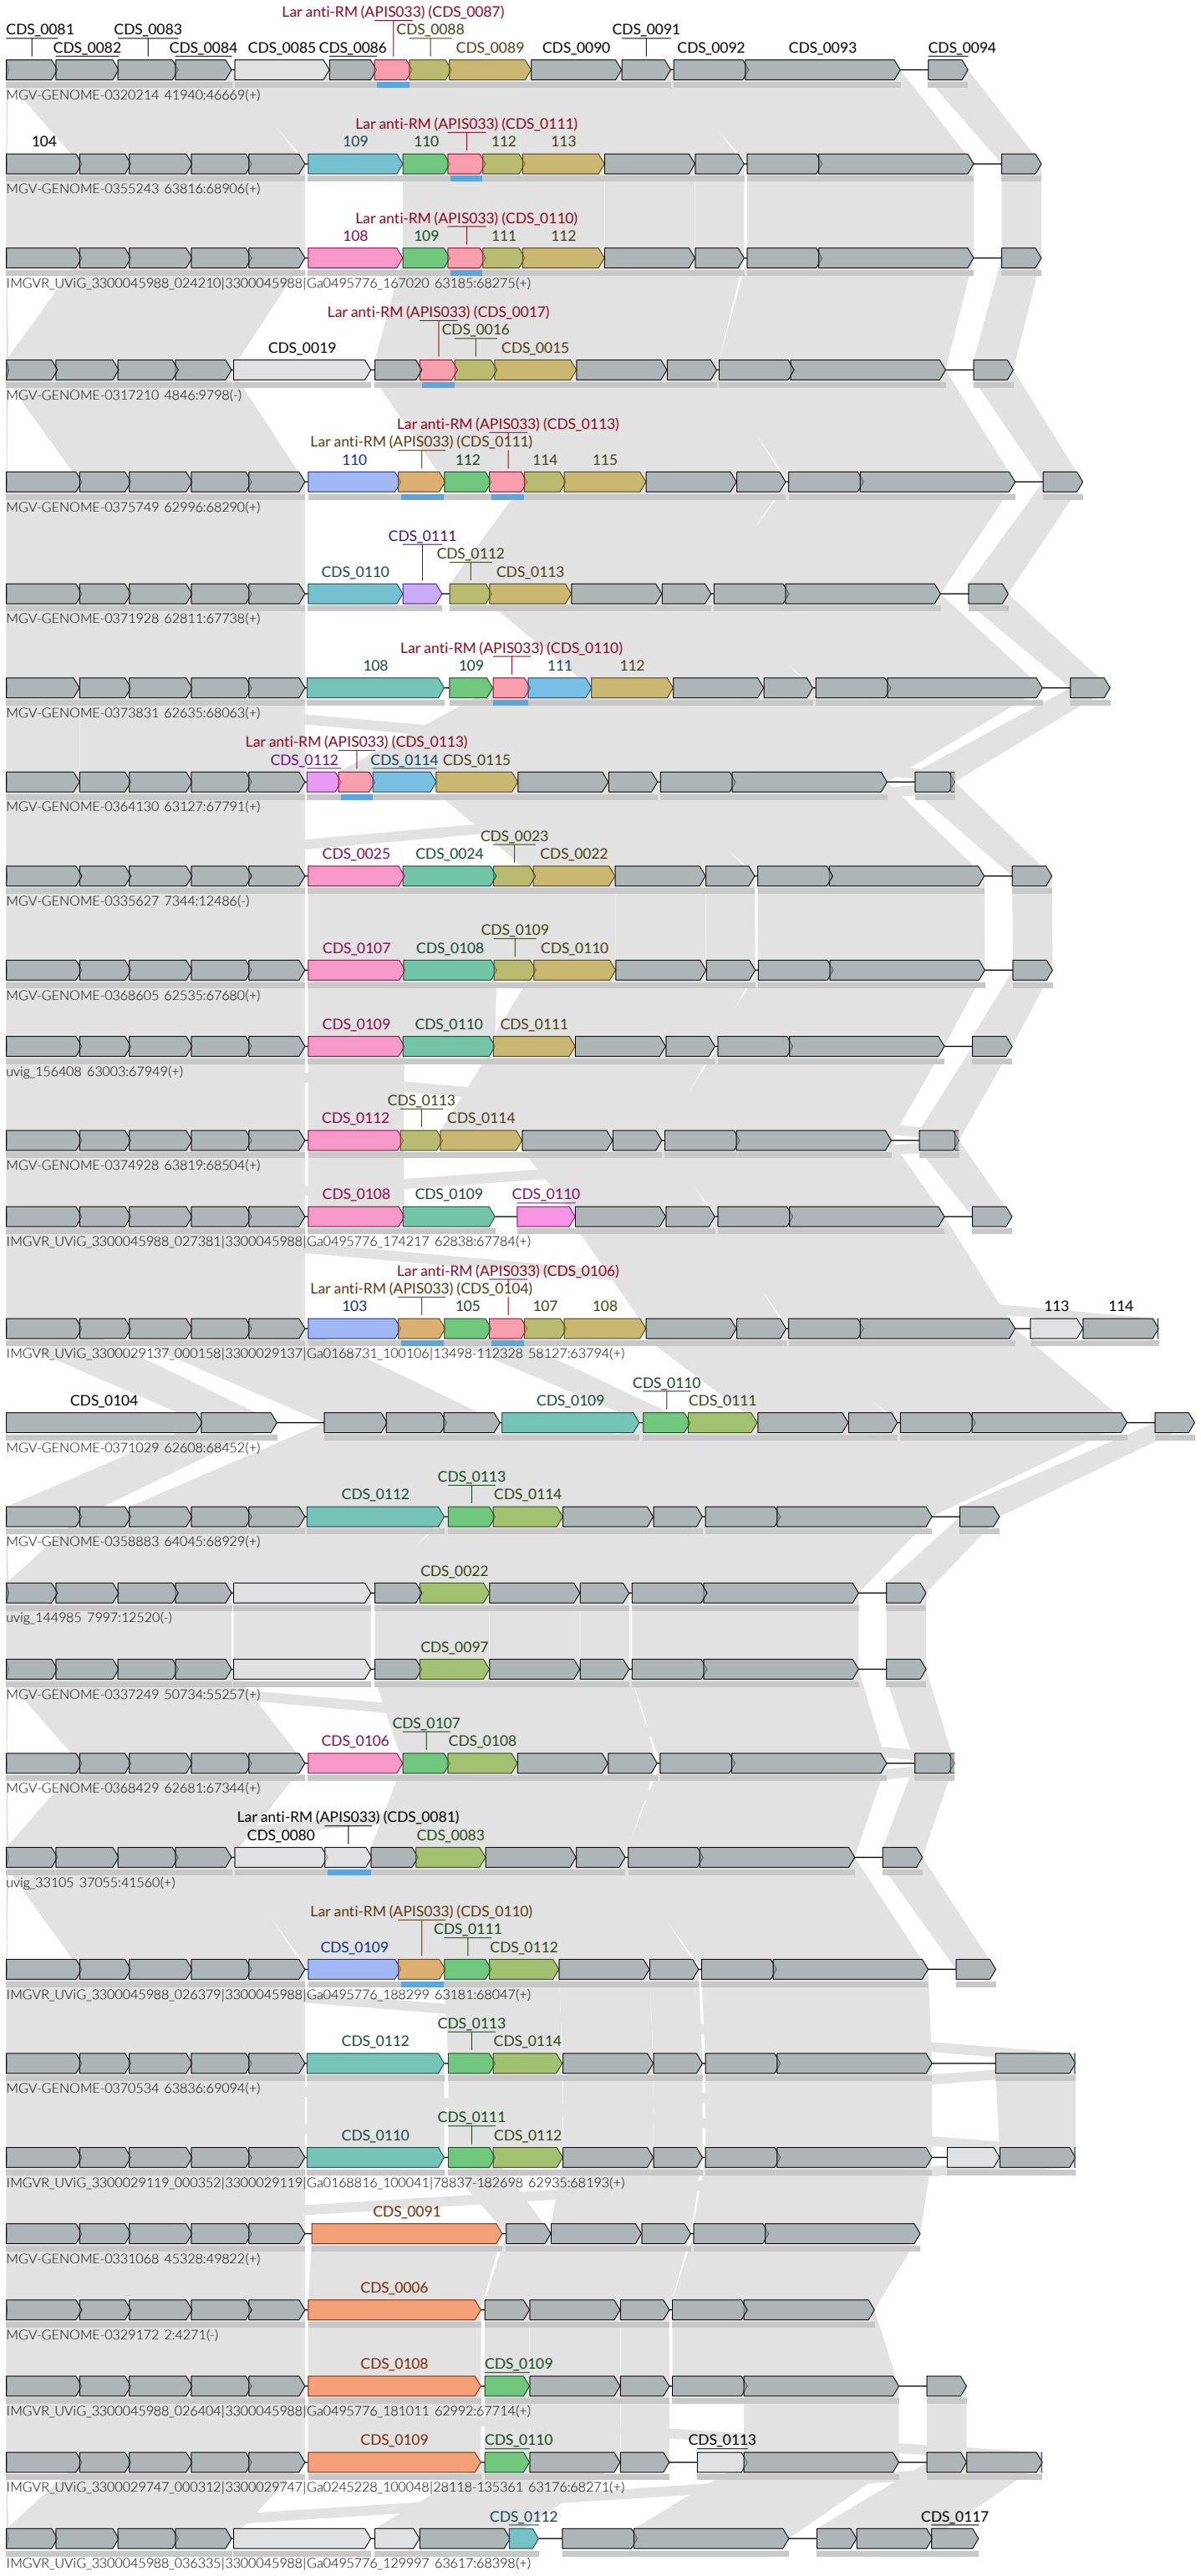 Lar anti-RM (APIS033) (CDS_0087)
CDS_0081 CDS_0083 CDS_0088 CDS_0091
CDS_0082 CDS_0084 CDS_0085 CDS_0086 CDS_0089 CDS_0090 CDS_0092 CDS_0093 CDS_0094
MGV-GENOME-0320214 41940:46669(+)
Lar anti-RM (APIS033) (CDS_0111)
104 109 110 112 113
MGV-GENOME-0355243 63816:68906(+)
Lar anti-RM (APIS033) (CDS_0110)
108 109 111 112
IMGVR_UViG_3300045988_024210|3300045988|Ga0495776_167020 63185:68275(+)
Lar anti-RM (APIS033) (CDS_0017)
CDS_0016
CDS_0019 CDS_0015
MGV-GENOME-0317210 4846:9798(-)
Lar anti-RM (APIS033) (CDS_0113)
Lar anti-RM (APIS033) (CDS_0111)
110 112 114 115
MGV-GENOME-0375749 62996:68290(+)
CDS_0111
CDS_0112
CDS_0110 CDS_0113
MGV-GENOME-0371928 62811:67738(+)
Lar anti-RM (APIS033) (CDS_0110)
108 109 111 112
MGV-GENOME-0373831 62635:68063(+)
Lar anti-RM (APIS033) (CDS_0113)
CDS_0112 CDS_0114 CDS_0115
MGV-GENOME-0364130 63127:67791(+)
CDS_0023
CDS_0025 CDS_0024 CDS_0022
MGV-GENOME-0335627 7344:12486(-)
CDS_0109
CDS_0107 CDS_0108 CDS_0110
MGV-GENOME-0368605 62535:67680(+)
CDS_0109 CDS_0110 CDS_0111
uvig_156408 63003:67949(+)
CDS_0113
CDS_0112 CDS_0114
MGV-GENOME-0374928 63819:68504(+)
CDS_0108 CDS_0109 CDS_0110
IMGVR_UViG_3300045988_027381|3300045988|Ga0495776_174217 62838:67784(+)
Lar anti-RM (APIS033) (CDS_0106)
Lar anti-RM (APIS033) (CDS_0104)
103 105 107 108 113 114
IMGVR_UViG_3300029137_000158|3300029137|Ga0168731_100106|13498-112328 58127:63794(+)
CDS_0110
CDS_0104 CDS_0109 CDS_0111
MGV-GENOME-0371029 62608:68452(+)
CDS_0113
CDS_0112 CDS_0114
MGV-GENOME-0358883 64045:68929(+)
CDS_0022
uvig_144985 7997:12520(-)
CDS_0097
MGV-GENOME-0337249 50734:55257(+)
CDS_0107
CDS_0106 CDS_0108
MGV-GENOME-0368429 62681:67344(+)
Lar anti-RM (APIS033) (CDS_0081)
CDS_0080 CDS_0083
uvig_33105 37055:41560(+)
Lar anti-RM (APIS033) (CDS_0110)
CDS_0111
CDS_0109 CDS_0112
IMGVR_UViG_3300045988_026379|3300045988|Ga0495776_188299 63181:68047(+)
CDS_0113
CDS_0112 CDS_0114
MGV-GENOME-0370534 63836:69094(+)
CDS_0111
CDS_0110 CDS_0112
IMGVR_UViG_3300029119_000352|3300029119|Ga0168816_100041|78837-182698 62935:68193(+)
CDS_0091
MGV-GENOME-0331068 45328:49822(+)
CDS_0006
MGV-GENOME-0329172 2:4271(-)
CDS_0108 CDS_0109
IMGVR_UViG_3300045988_026404|3300045988|Ga0495776_181011 62992:67714(+)
CDS_0109 CDS_0110 CDS_0113
IMGVR_UViG_3300029747_000312|3300029747|Ga0245228_100048|28118-135361 63176:68271(+)
CDS_0112 CDS_0117
IMGVR_UViG_3300045988_036335|3300045988|Ga0495776_129997 63617:68398(+)